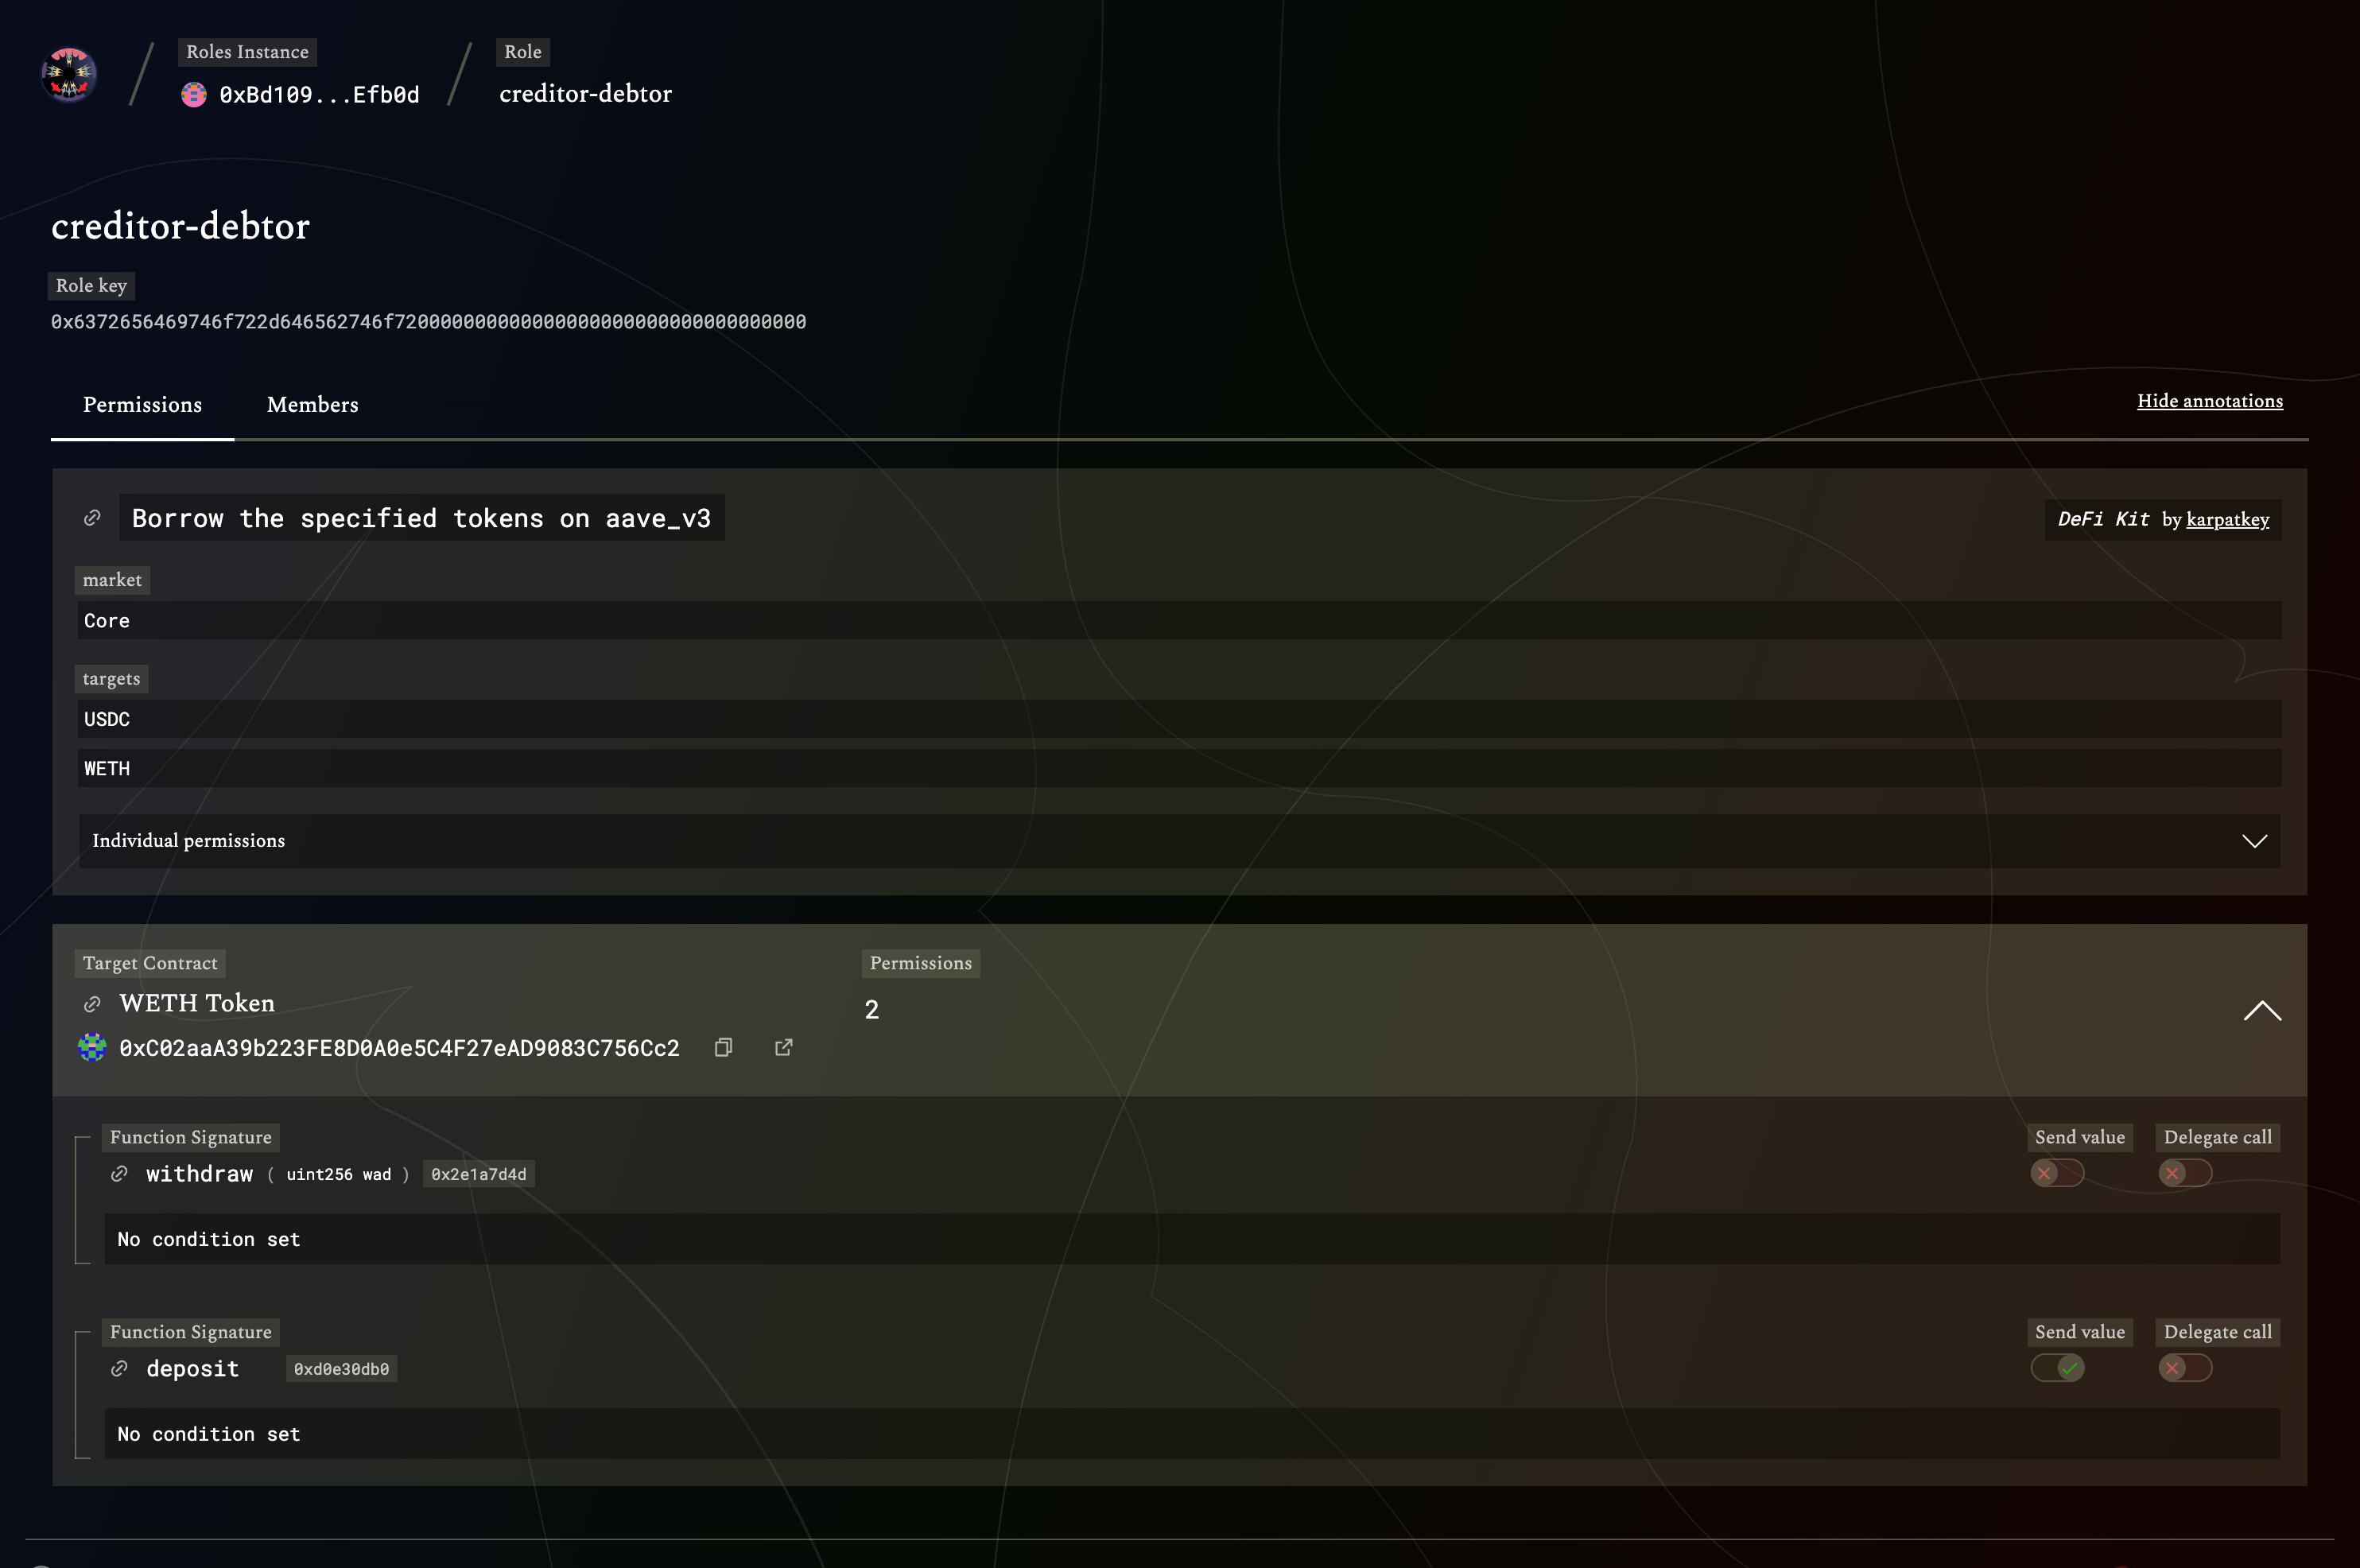 Roles Instance
0xBd109...Efb0d
Role
creditor-debtor
creditor-debtor
Role key
0x6372656469746f722d646562746f720000000000000000000000000000000000
Permissions
Members
Hide annotations
Borrow the specified tokens on aave_v3
DeFi Kit by karpatkey
market
Core
targets
USDC
WETH
Individual permissions
Target Contract
Permissions
WETH Token
2
0xC02aaA39b223FE8D0A0e5C4F27eAD9083C756Cc2
Function Signature
Send value
Delegate call
withdraw ( uint256 wad ) 0x2e1a7d4d
No condition set
Function Signature
Send value
Delegate call
deposit 0xd0e30db0
No condition set